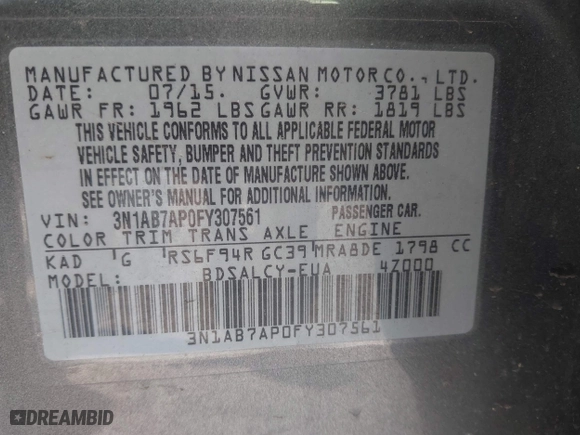 MANUFACTURED BY NISSAN MOTOR CO., LTD.
DATE: 07/15. GVWR: 3781 LBS
GAWR FR: 1962 LBS GAWR RR: 1819 LBS
THIS VEHICLE CONFORMS TO ALL APPLICABLE FEDERAL MOTOR
VEHICLE SAFETY, BUMPER AND THEFT PREVENTION STANDARDS
IN EFFECT ON THE DATE OF MANUFACTURE SHOWN ABOVE.
SEE OWNER'S MANUAL FOR ADDITIONAL INFORMATION.
VIN: 3N1AB7AP0FY307561 PASSENGER CAR.
COLOR TRIM TRANS AXLE ENGINE
KAD G RS6F94R GC39 MRA8DE 1798 CC
MODEL: BDSALCY-EUA 4Z000
3N1AB7AP0FY307561
DREAMBID